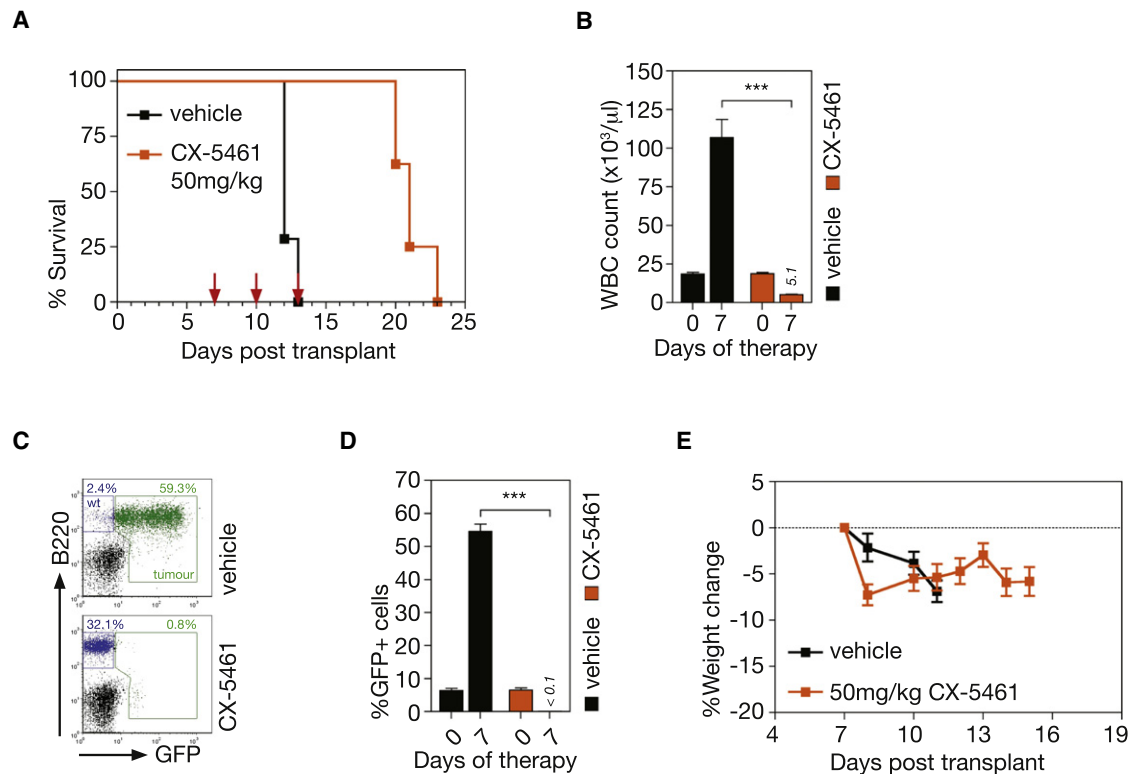 A
100
75
50
25
0
% Survival
vehicle
CX-5461
50mg/kg
0 5 10 15 20 25
Days post transplant
B
150
125
100
75
50
25
0
WBC count (x10³/µl)
***
5.1
0 7 0 7
Days of therapy
vehicle CX-5461
C
2.4% 59.3%
wt
tumour
vehicle
32.1% 0.8%
CX-5461
B220
GFP
D
70
60
50
40
30
20
10
0
%GFP+ cells
***
< 0.1
0 7 0 7
Days of therapy
vehicle CX-5461
E
5
0
-5
-10
-15
-20
%Weight change
vehicle
50mg/kg CX-5461
4 7 10 13 16 19
Days post transplant